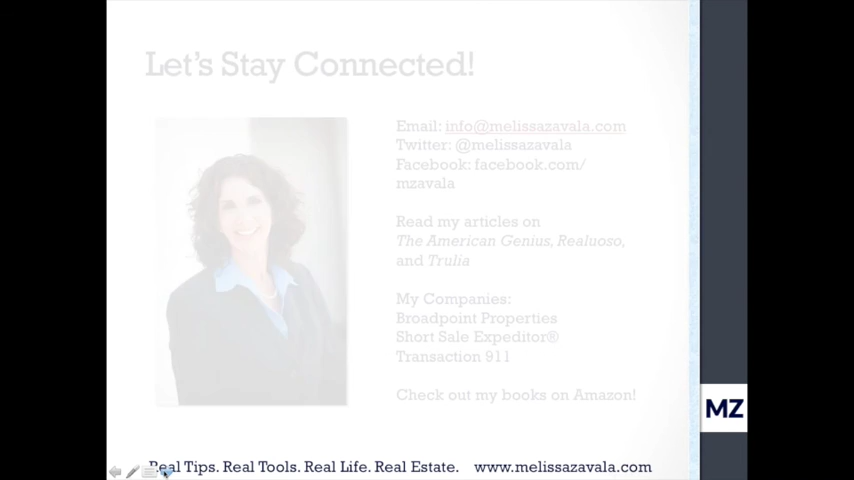 Let's Stay Connected!
Email: info@melissazavala.com
Twitter: @melissazavala
Facebook: facebook.com/
mzavala
Read my articles on
The American Genius, Realuoso,
and Trulia
My Companies:
Broadpoint Properties
Short Sale Expeditor®
Transaction 911
Check out my books on Amazon!
MZ
Real Tips. Real Tools. Real Life. Real Estate. www.melissazavala.com